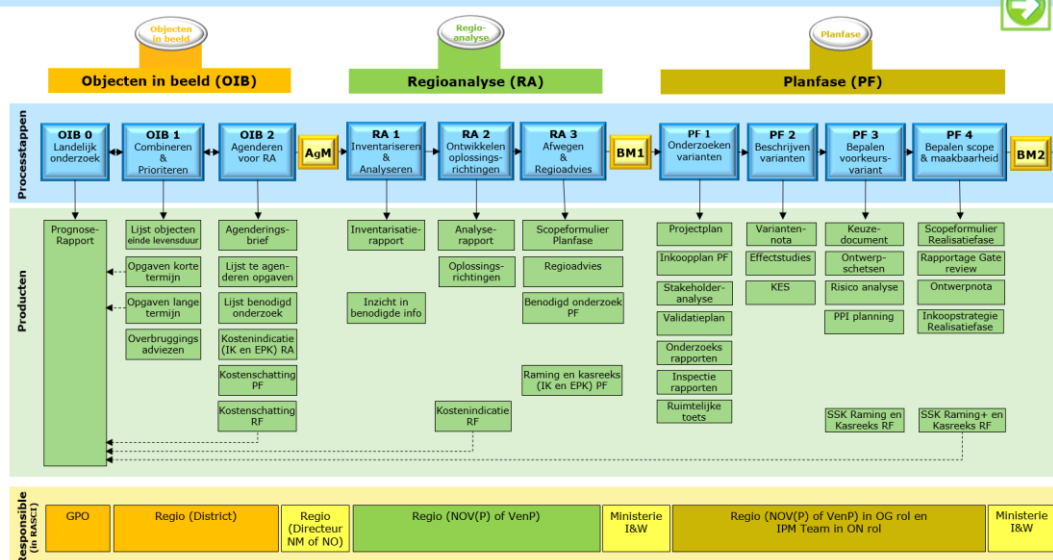 Objecten
in beeld
Regio-
analyse
Planfase
Objecten in beeld (OIB)
Regioanalyse (RA)
Planfase (PF)
Processtappen
OIB 0
Landelijk
onderzoek
OIB 1
Combineren
&
Prioriteren
OIB 2
Agenderen
voor RA
AgM
RA 1
Inventariseren
&
Analyseren
RA 2
Ontwikkelen
oplossings-
richtingen
RA 3
Afwegen
&
Regioadvies
BM1
PF 1
Onderzoeken
varianten
PF 2
Beschrijven
varianten
PF 3
Bepalen
voorkeurs-
variant
PF 4
Bepalen scope
& maakbaarheid
BM2
Producten
Prognose-
Rapport
Lijst objecten
einde levensduur
Opgaven korte
termijn
Opgaven lange
termijn
Overbruggings
adviezen
Agenderings-
brief
Lijst te agen-
deren opgaven
Lijst benodigd
onderzoek
Kostenindicatie
(IK en EPK) RA
Kostenschatting
PF
Kostenschatting
RF
Inventarisatie-
rapport
Inzicht in
benodigde info
Analyse-
rapport
Oplossings-
richtingen
Kostenindicatie
RF
Scopeformulier
Planfase
Regioadvies
Benodigd onderzoek
PF
Raming en kasreeks
(IK en EPK) PF
Projectplan
Inkoopplan PF
Stakeholder-
analyse
Validatieplan
Onderzoeks
rapporten
Inspectie
rapporten
Ruimtelijke
toets
Varianten-
nota
Effectstudies
KES
Keuze-
document
Ontwerp-
schetsen
Risico analyse
PPI planning
SSK Raming en
Kasreeks RF
Scopeformulier
Realisatiefase
Rapportage Gate
review
Ontwerpnota
Inkoopstrategie
Realisatiefase
SSK Raming+ en
Kasreeks RF
Responsible
(in RASCI)
GPO
Regio (District)
Regio
(Directeur
NM of NO)
Regio (NOV(P) of VenP)
Ministerie
I&W
Regio (NOV(P) of VenP) in OG rol en
IPM Team in ON rol
Ministerie
I&W